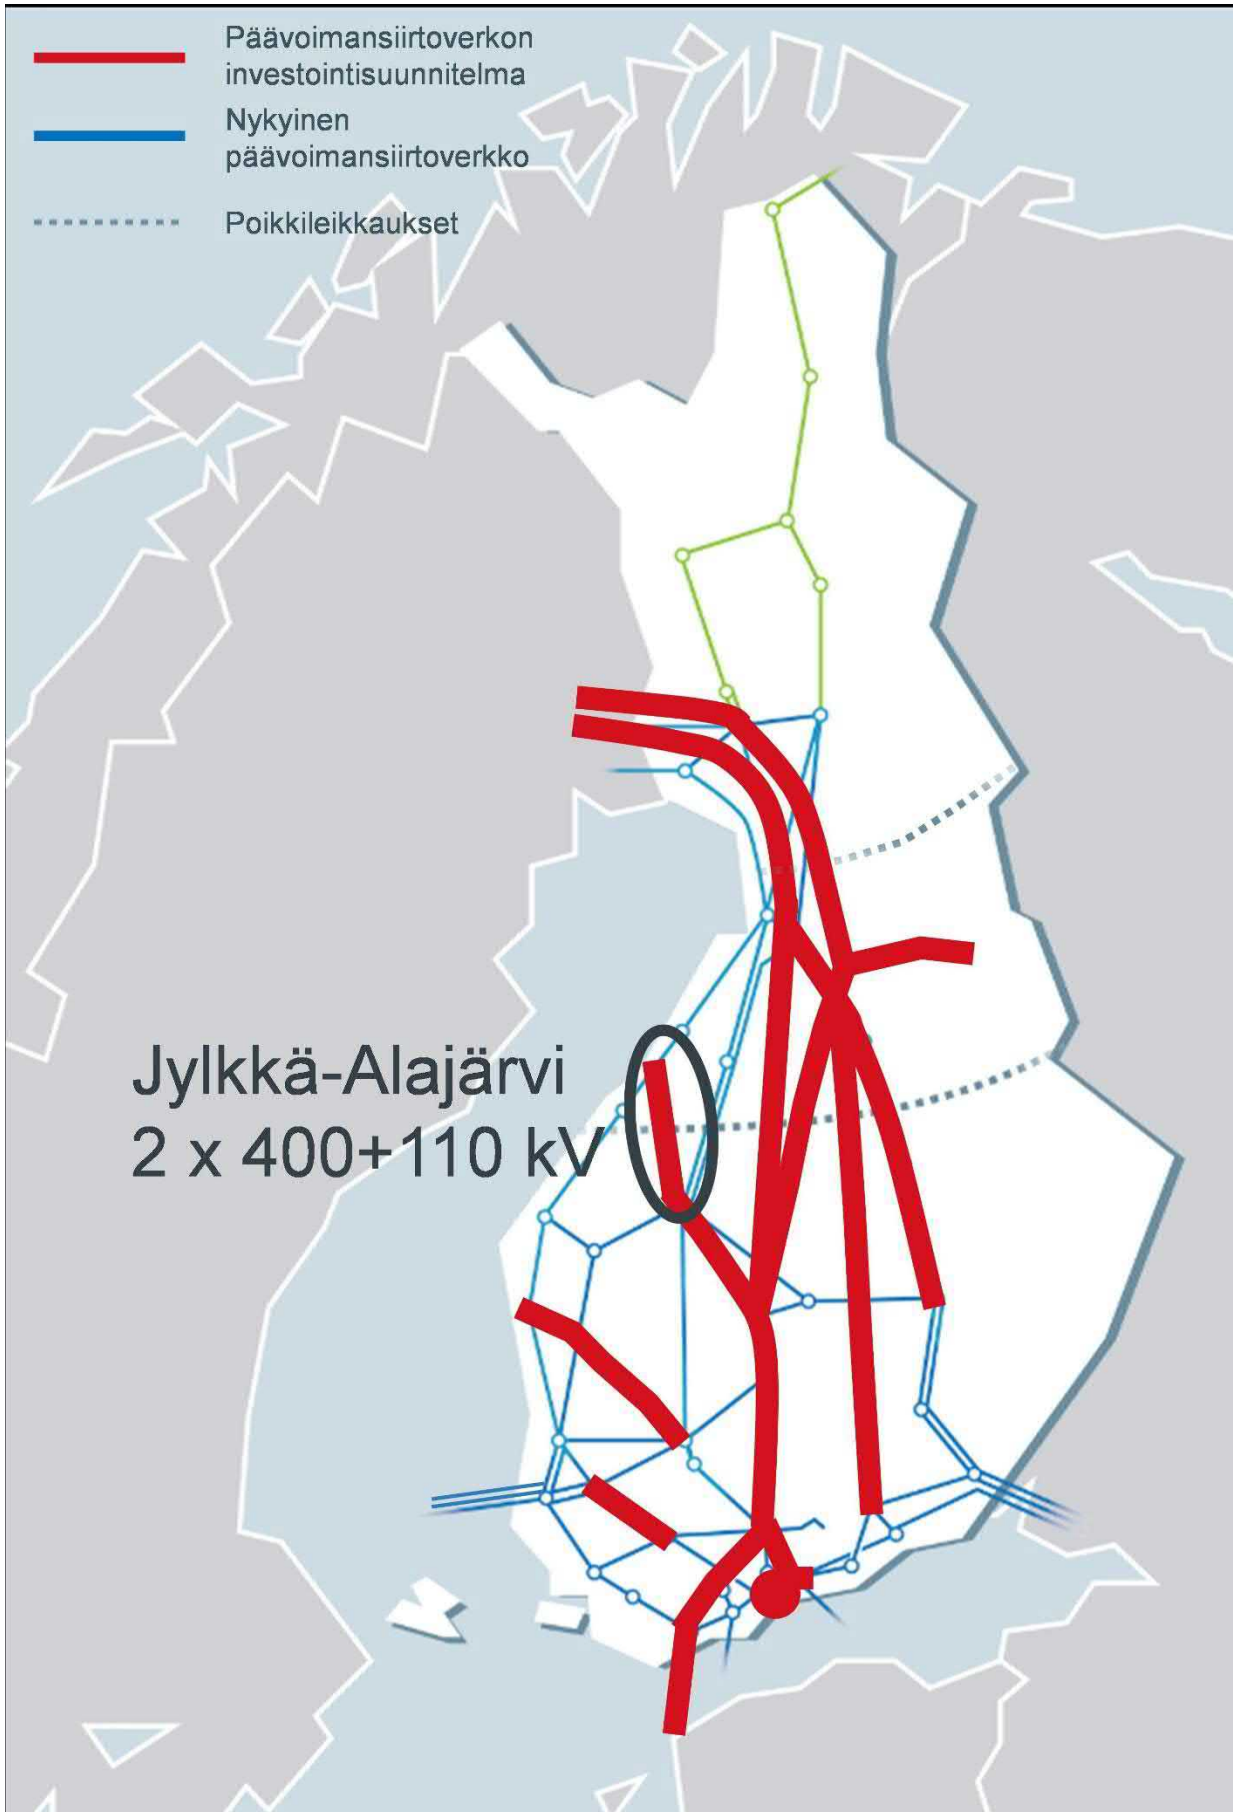 Päävoimansiirtoverkon
investointisuunnitelma
Nykyinen
päävoimansiirtoverkko
Poikkileikkaukset
Jylkkä-Alajärvi
2 x 400+110 kV